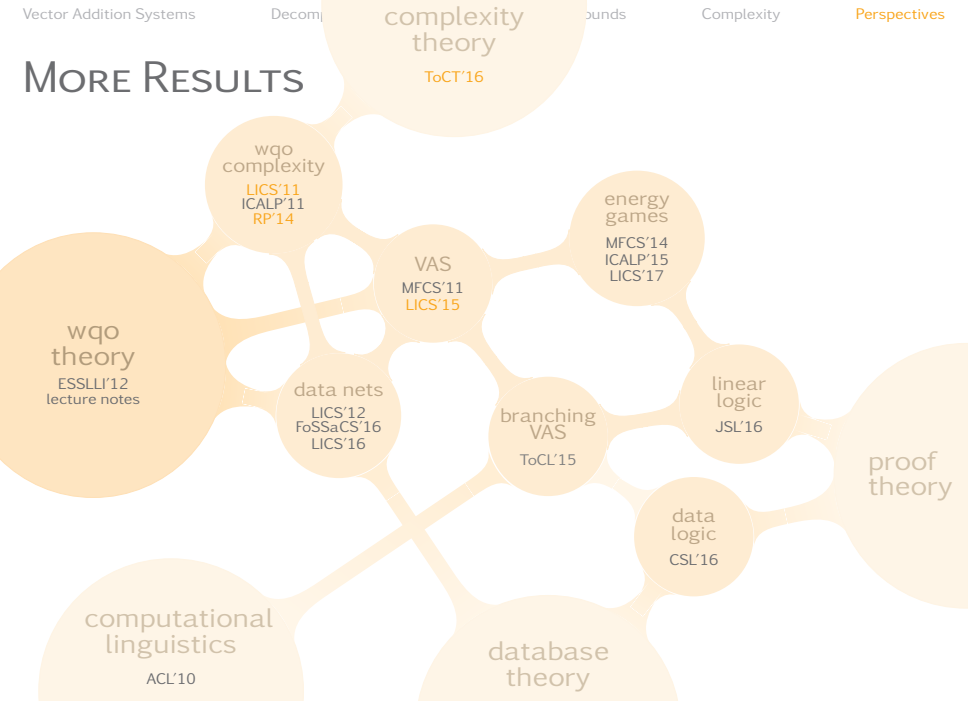 Vector Addition Systems
Complexity
Perspectives
complexity
theory
ToCT'16
MORE RESULTS
wqo
complexity
LICS'11
ICALP'11
RP'14
energy
games
MFCS'14
ICALP'15
LICS'17
VAS
MFCS'11
LICS'15
wqo
theory
ESSLLI'12
lecture notes
data nets
LICS'12
FoSSaCS'16
LICS'16
branching
VAS
ToCL'15
linear
logic
JSL'16
proof
theory
data
logic
CSL'16
computational
linguistics
ACL'10
database
theory